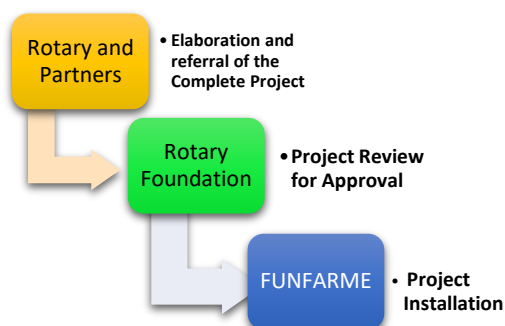 Rotary and
Partners
• Elaboration and
referral of the
Complete Project
Rotary
Foundation
• Project Review
for Approval
FUNFARME
• Project
Installation